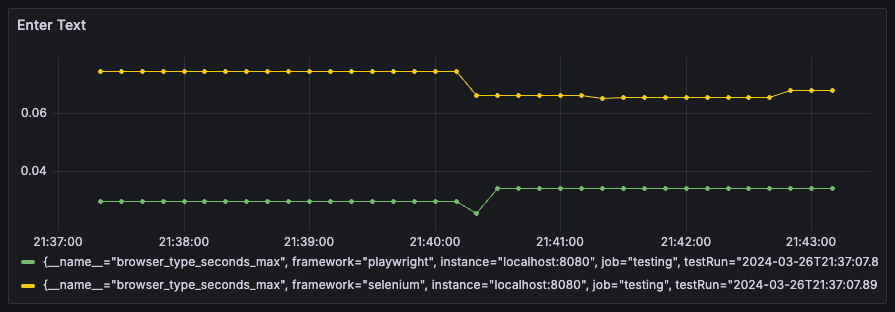 Enter Text
0.06
0.04
21:37:00 21:38:00 21:39:00 21:40:00 21:41:00 21:42:00 21:43:00
{__name__="browser_type_seconds_max", framework="playwright", instance="localhost:8080", job="testing", testRun="2024-03-26T21:37:07.8
{__name__="browser_type_seconds_max", framework="selenium", instance="localhost:8080", job="testing", testRun="2024-03-26T21:37:07.89